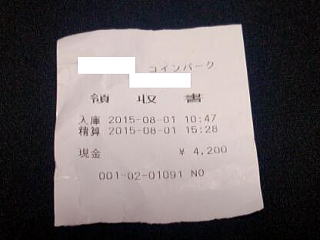 コインパーク
領 収 書
入庫 2015-08-01 10:47
精算 2015-08-01 15:28
現金 ¥ 4,200
001-02-01091 NO